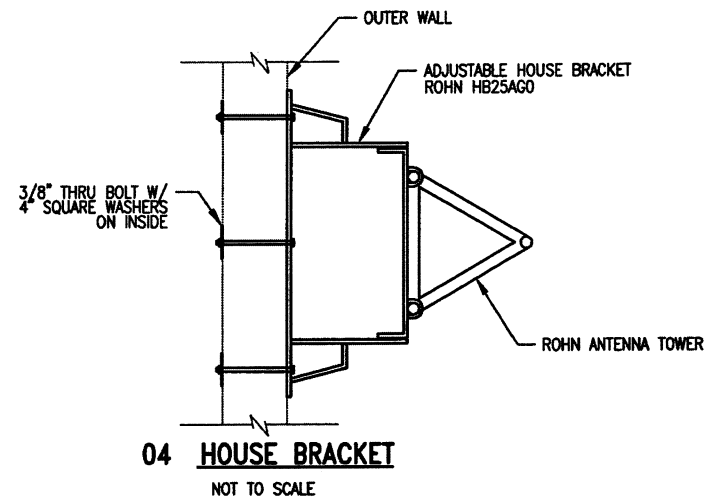 OUTER WALL
ADJUSTABLE HOUSE BRACKET
ROHN HB25AG0
3/8" THRU BOLT W/
4" SQUARE WASHERS
ON INSIDE
ROHN ANTENNA TOWER
04 HOUSE BRACKET
NOT TO SCALE